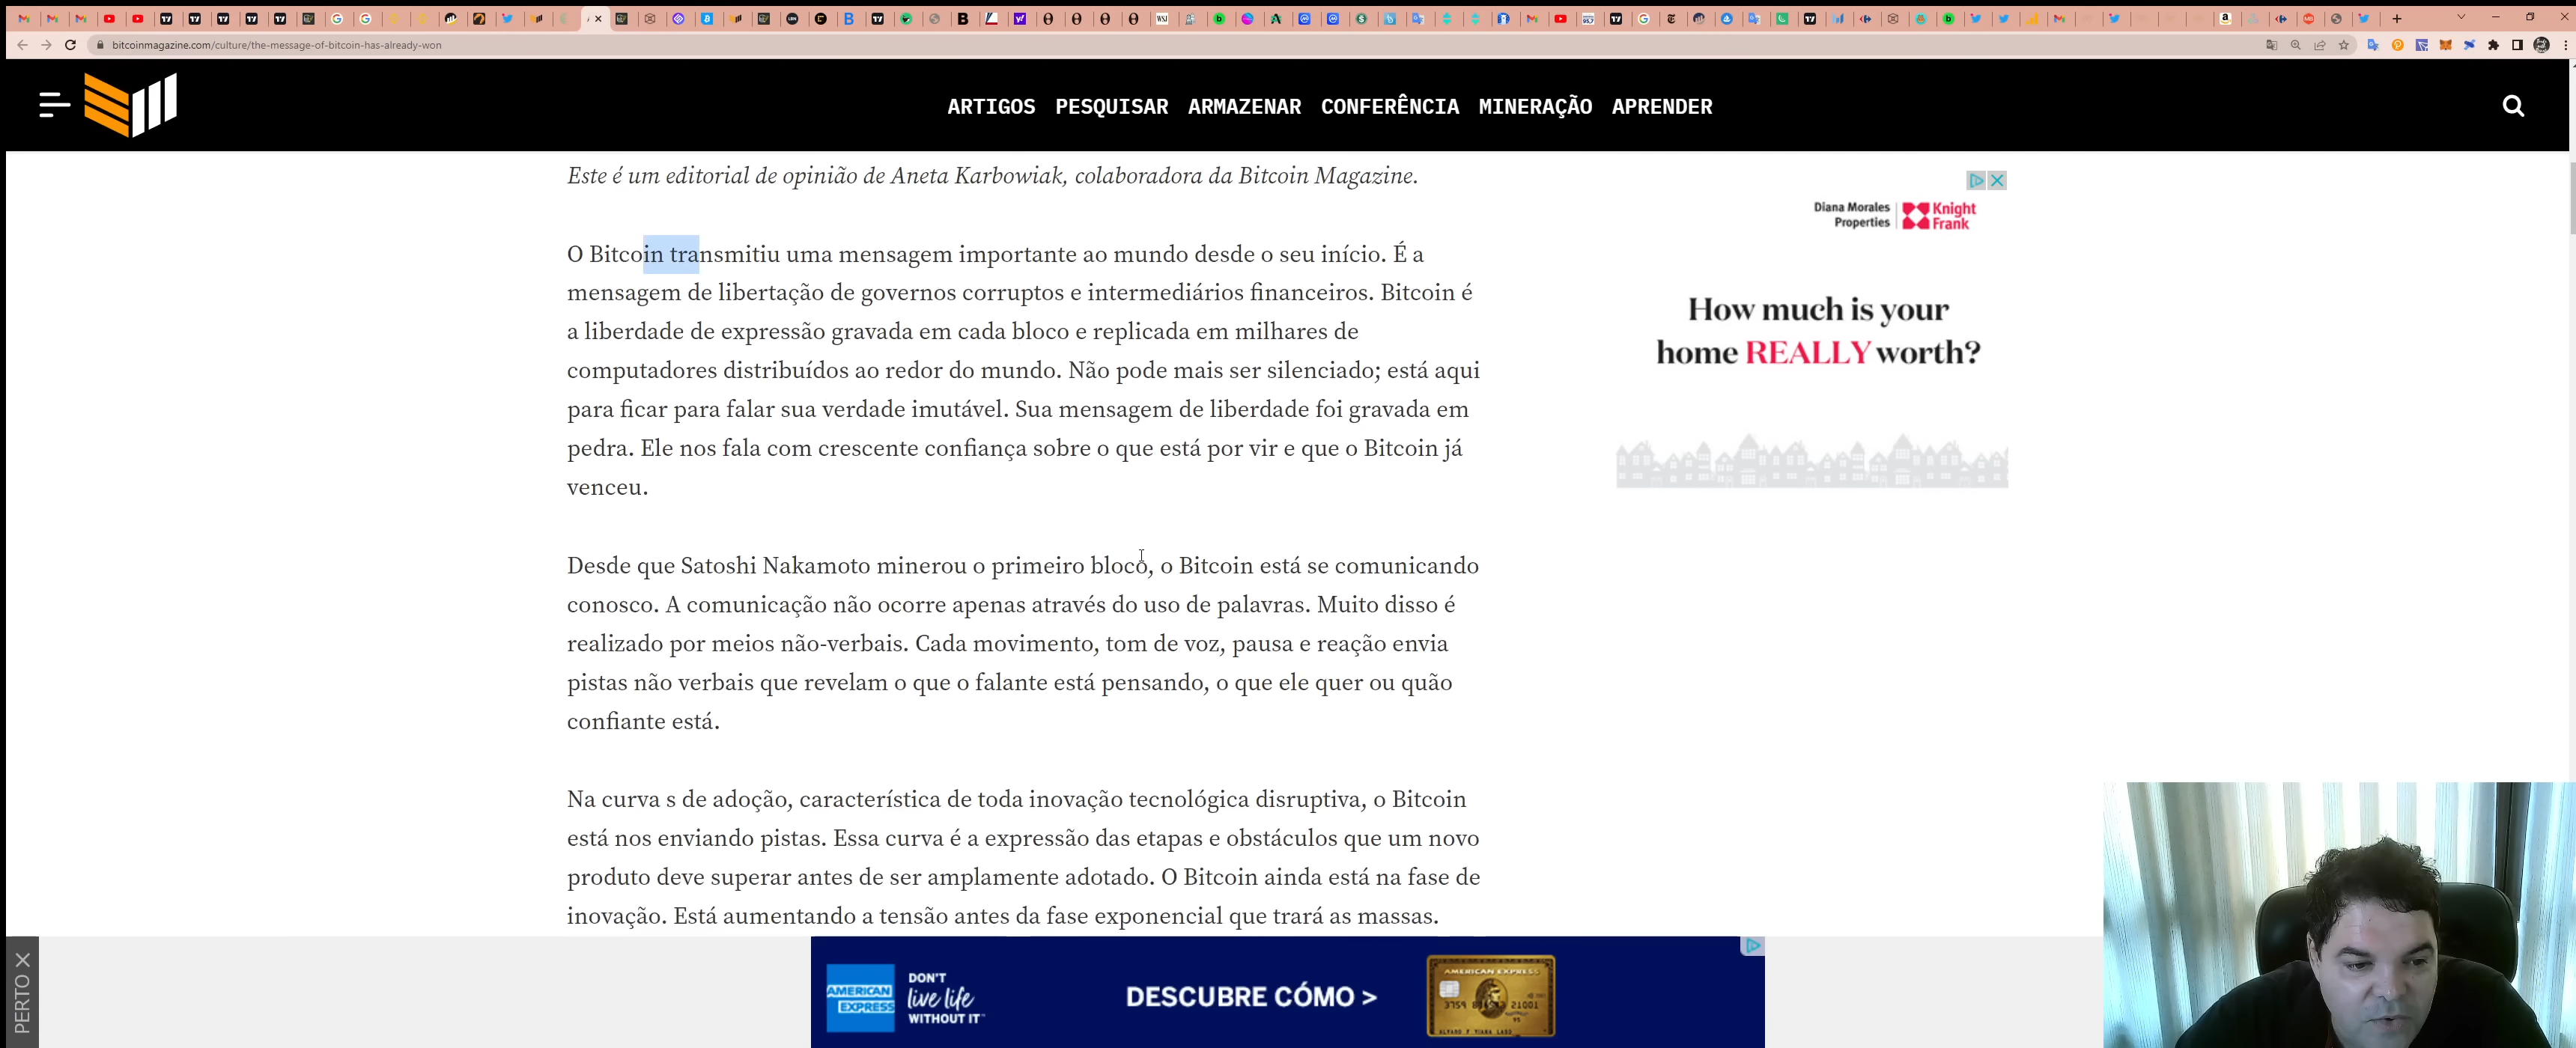 bitcoinmagazine.com/culture/the-message-of-bitcoin-has-already-won
ARTIGOS PESQUISAR ARMAZENAR CONFERÊNCIA MINERAÇÃO APRENDER
Este é um editorial de opinião de Aneta Karbowiak, colaboradora da Bitcoin Magazine.
O Bitcoin transmitiu uma mensagem importante ao mundo desde o seu início. É a
mensagem de libertação de governos corruptos e intermediários financeiros. Bitcoin é
a liberdade de expressão gravada em cada bloco e replicada em milhares de
computadores distribuídos ao redor do mundo. Não pode mais ser silenciado; está aqui
para ficar para falar sua verdade imutável. Sua mensagem de liberdade foi gravada em
pedra. Ele nos fala com crescente confiança sobre o que está por vir e que o Bitcoin já
venceu.
Desde que Satoshi Nakamoto minerou o primeiro bloco, o Bitcoin está se comunicando
conosco. A comunicação não ocorre apenas através do uso de palavras. Muito disso é
realizado por meios não-verbais. Cada movimento, tom de voz, pausa e reação envia
pistas não verbais que revelam o que o falante está pensando, o que ele quer ou quão
confiante está.
Na curva s de adoção, característica de toda inovação tecnológica disruptiva, o Bitcoin
está nos enviando pistas. Essa curva é a expressão das etapas e obstáculos que um novo
produto deve superar antes de ser amplamente adotado. O Bitcoin ainda está na fase de
inovação. Está aumentando a tensão antes da fase exponencial que trará as massas.
Diana Morales
Properties
Knight
Frank
How much is your
home REALLY worth?
PERTO X
AMERICAN
EXPRESS
DON'T
live life
WITHOUT IT™
DESCUBRE CÓMO >
AMERICAN EXPRESS